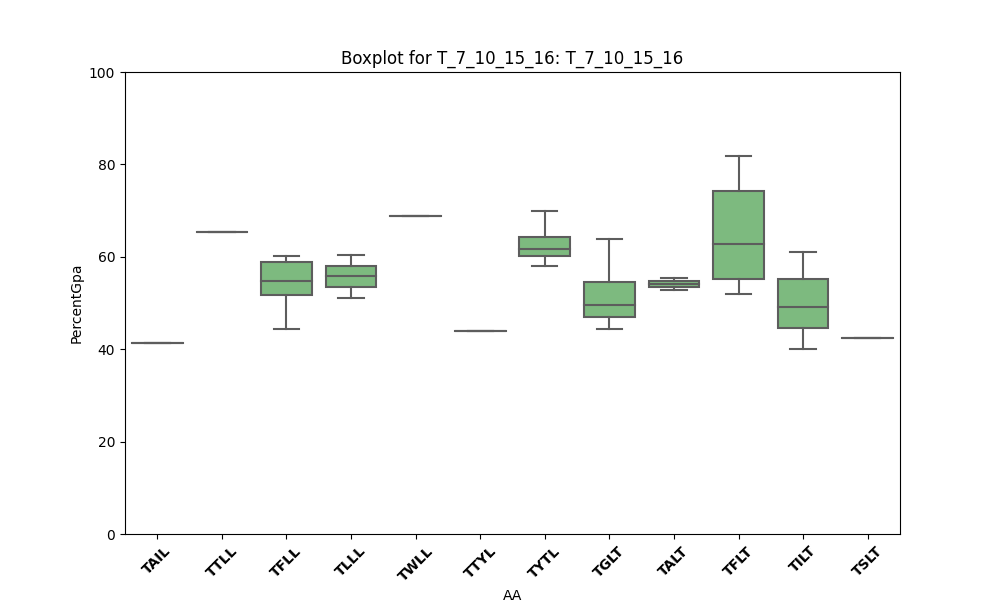 Boxplot for T_7_10_15_16: T_7_10_15_16
PercentGpa
100
80
60
40
20
0
TAIL TTLL TFLL TLLL TWLL TTYL TYTL TGLT TALT TFLT TILT TSLT
AA